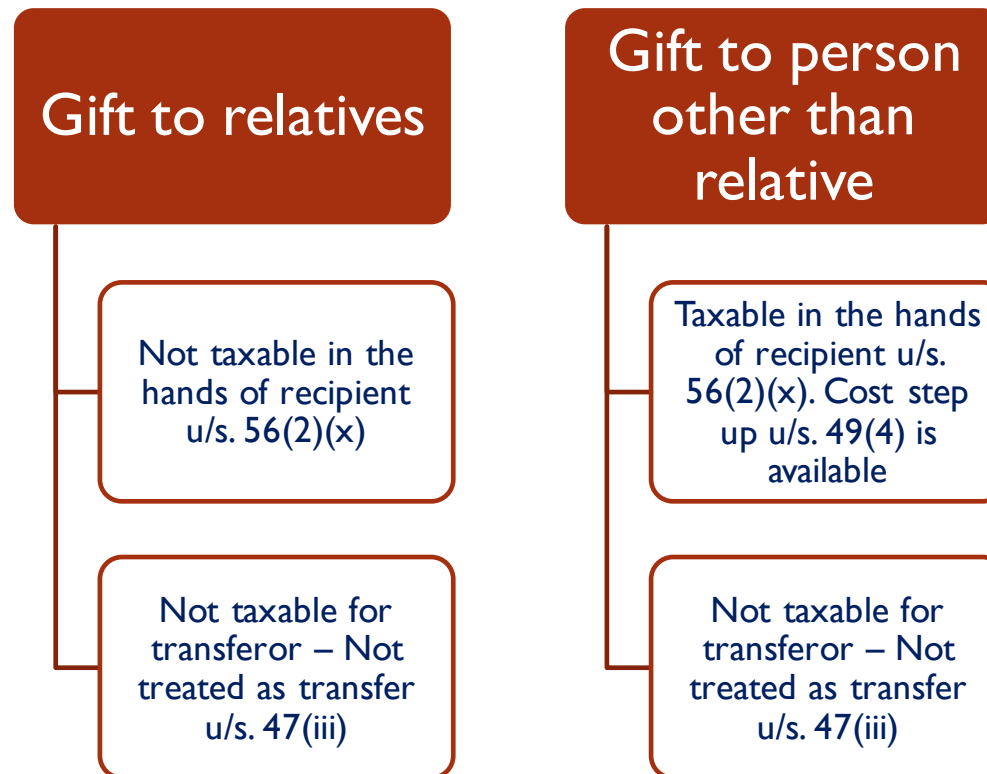 Gift to relatives
Not taxable in the
hands of recipient
u/s. 56(2)(x)
Not taxable for
transferor – Not
treated as transfer
u/s. 47(iii)
Gift to person
other than
relative
Taxable in the hands
of recipient u/s.
56(2)(x). Cost step
up u/s. 49(4) is
available
Not taxable for
transferor – Not
treated as transfer
u/s. 47(iii)